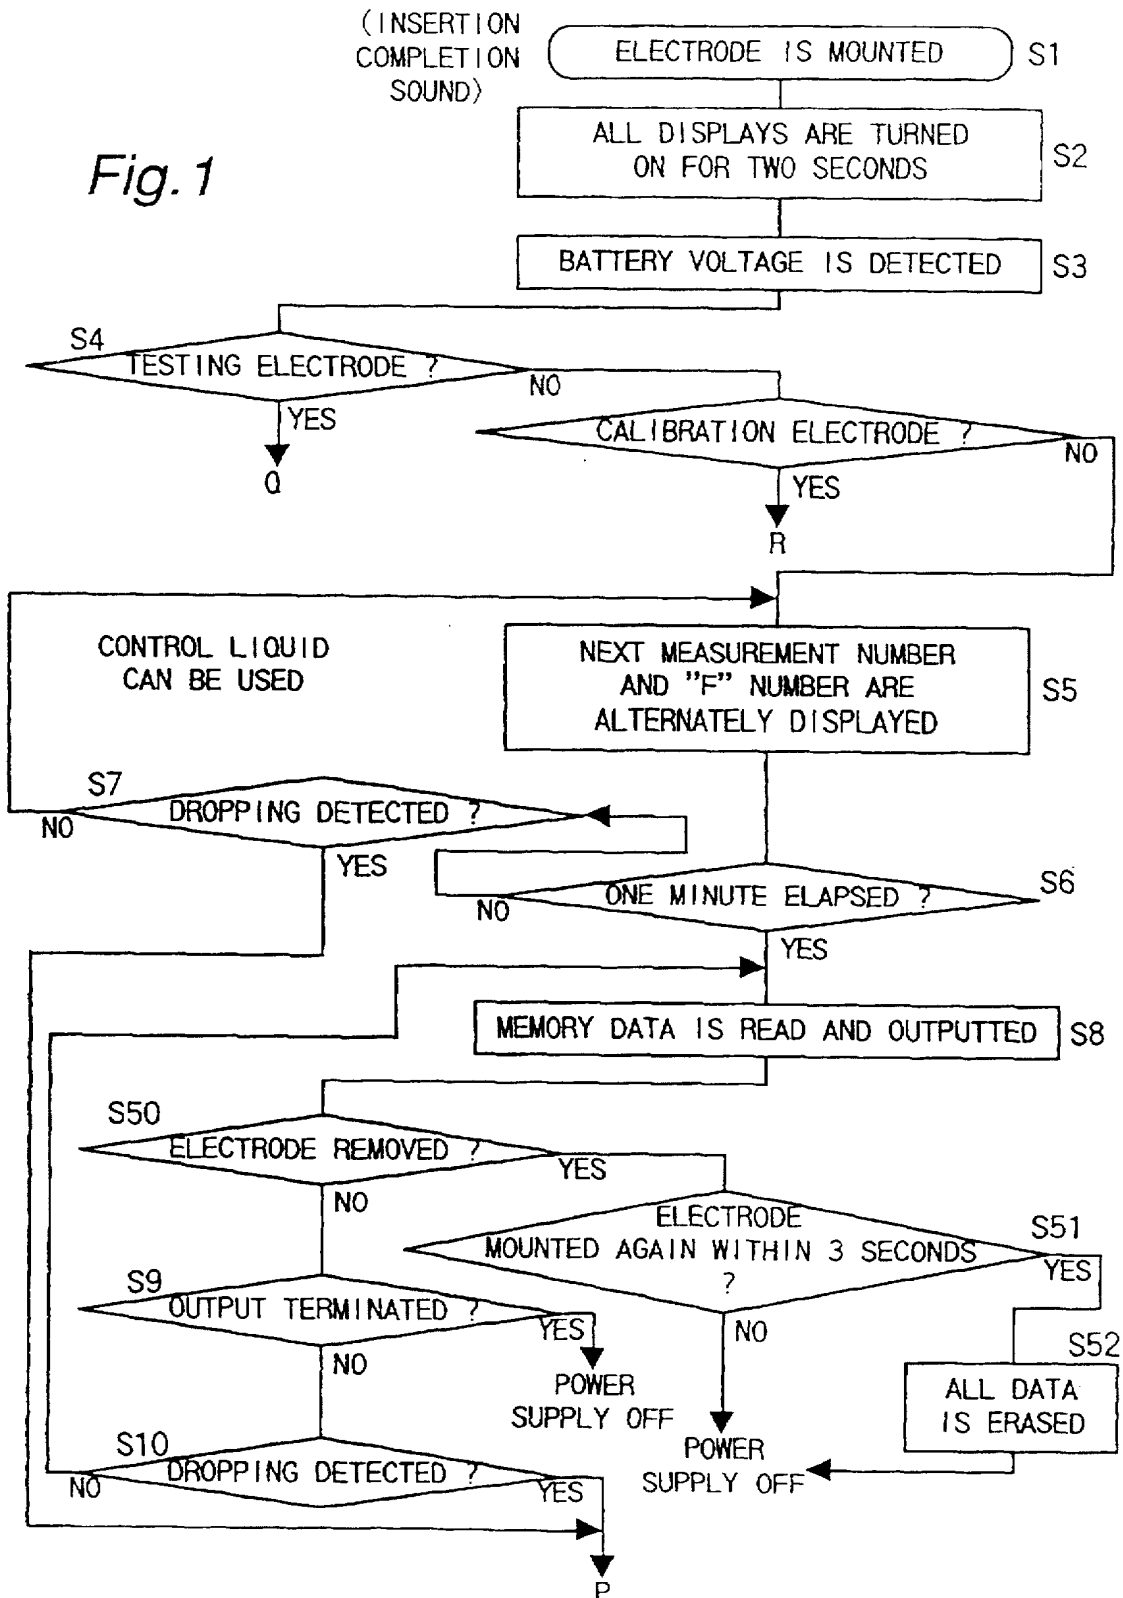 (INSERTION
COMPLETION
SOUND)
ELECTRODE IS MOUNTED
S1
ALL DISPLAYS ARE TURNED
ON FOR TWO SECONDS
S2
Fig.1
BATTERY VOLTAGE IS DETECTED
S3
S4
TESTING ELECTRODE ?
NO
YES
Q
CALIBRATION ELECTRODE ?
NO
YES
R
CONTROL LIQUID
CAN BE USED
NEXT MEASUREMENT NUMBER
AND "F" NUMBER ARE
ALTERNATELY DISPLAYED
S5
S7
DROPPING DETECTED ?
NO
YES
S6
ONE MINUTE ELAPSED ?
NO
YES
MEMORY DATA IS READ AND OUTPUTTED
S8
S50
ELECTRODE REMOVED ?
YES
NO
ELECTRODE
MOUNTED AGAIN WITHIN 3 SECONDS
?
S51
YES
NO
S9
OUTPUT TERMINATED ?
YES
NO
POWER
SUPPLY OFF
S52
ALL DATA
IS ERASED
POWER
SUPPLY OFF
S10
DROPPING DETECTED ?
NO
YES
P